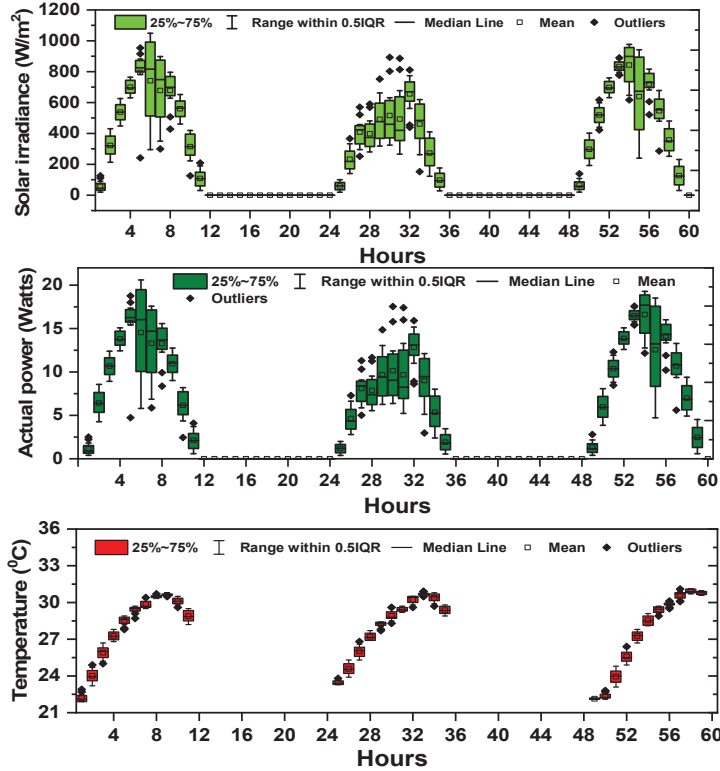 Solar irradiance (W/m²)
25%~75% Range within 0.5IQR Median Line Mean Outliers
1200
1000
800
600
400
200
0
4 8 12 16 20 24 28 32 36 40 44 48 52 56 60
Hours
Actual power (Watts)
25%~75% Range within 0.5IQR Median Line Mean
Outliers
20
15
10
5
0
4 8 12 16 20 24 28 32 36 40 44 48 52 56 60
Hours
Temperature (⁰C)
25%~75% Range within 0.5IQR Median Line Mean Outliers
36
33
30
27
24
21
4 8 12 16 20 24 28 32 36 40 44 48 52 56 60
Hours